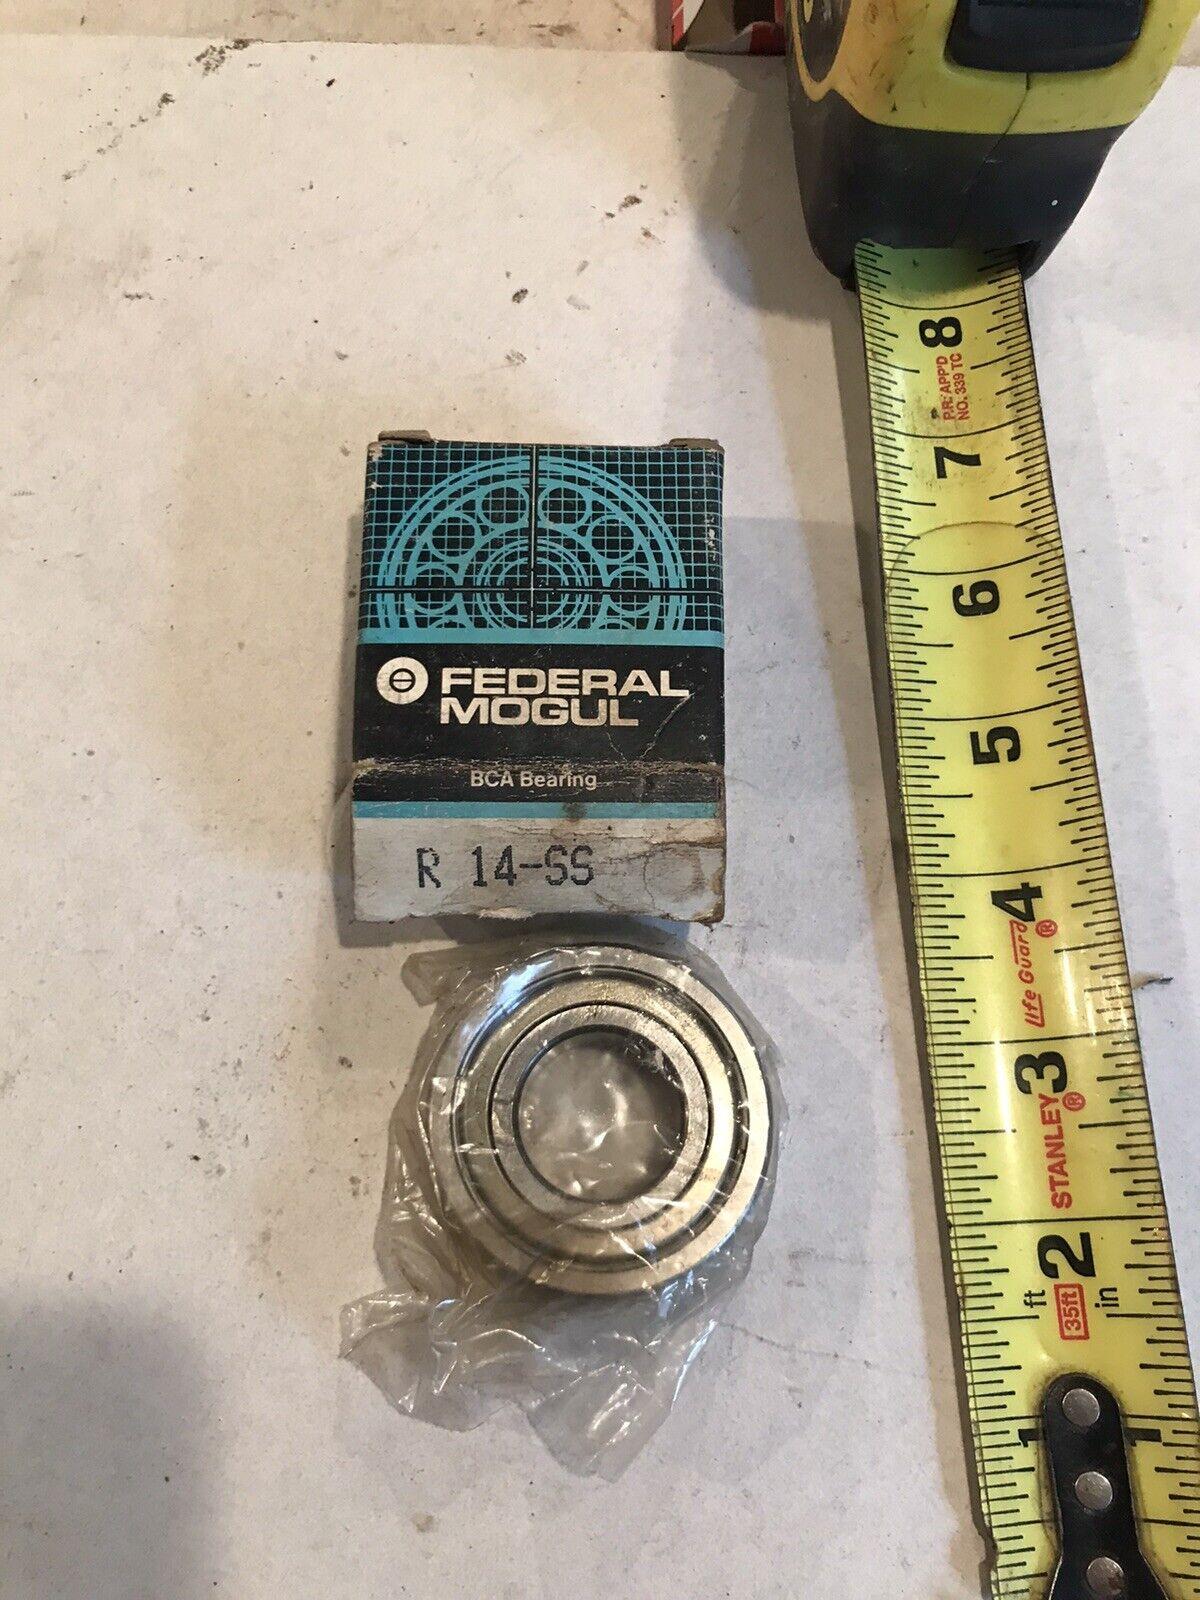 FEDERAL
MOGUL
BCA Bearing
R 14-SS
8
P.R. APP'D
NO. 339 TC
7
6
5
4
Life Guard®
3
STANLEY®
2
ft
35ft
in
1
1